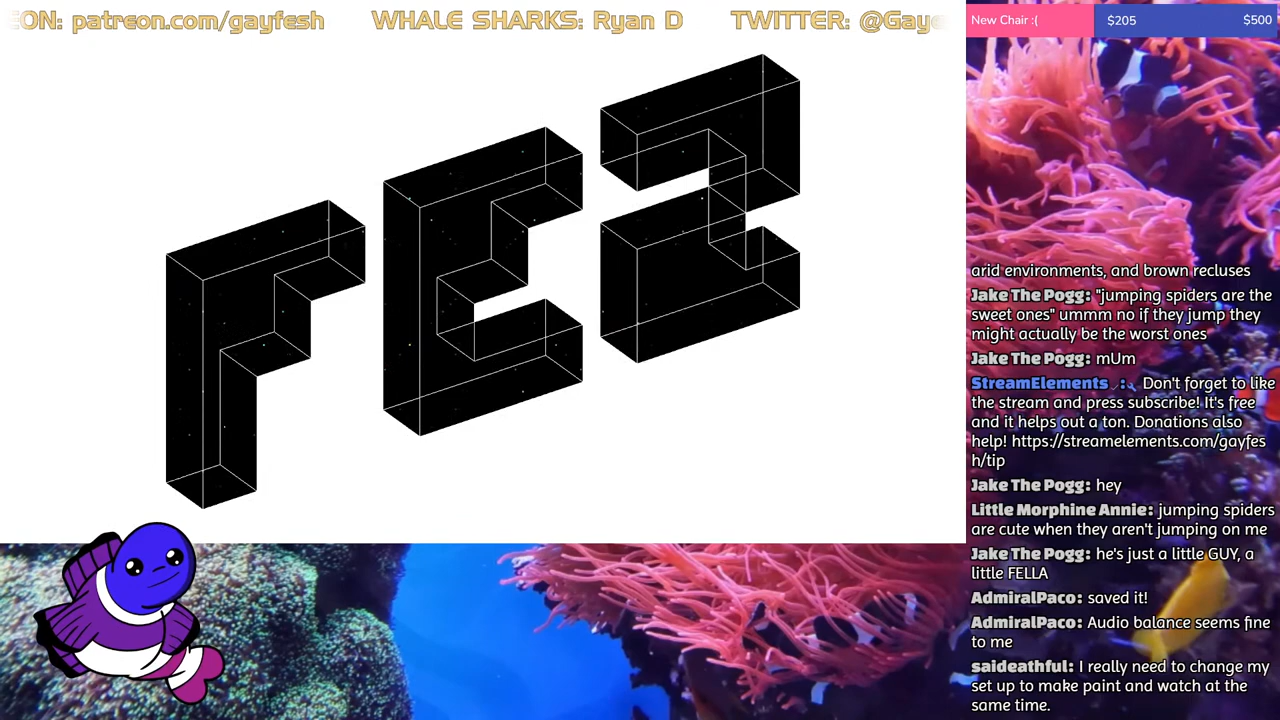 ON: patreon.com/gayfesh WHALE SHARKS: Ryan D TWITTER: @Gaye
New Chair :( $205 $500
FEZ
arid environments, and brown recluses
Jake The Pogg: "jumping spiders are the
sweet ones" ummm no if they jump they
might actually be the worst ones
Jake The Pogg: mUm
StreamElements : Don't forget to like
the stream and press subscribe! It's free
and it helps out a ton. Donations also
help! https://streamelements.com/gayfes
h/tip
Jake The Pogg: hey
Little Morphine Annie: jumping spiders
are cute when they aren't jumping on me
Jake The Pogg: he's just a little GUY, a
little FELLA
AdmiralPaco: saved it!
AdmiralPaco: Audio balance seems fine
to me
saideathful: I really need to change my
set up to make paint and watch at the
same time.